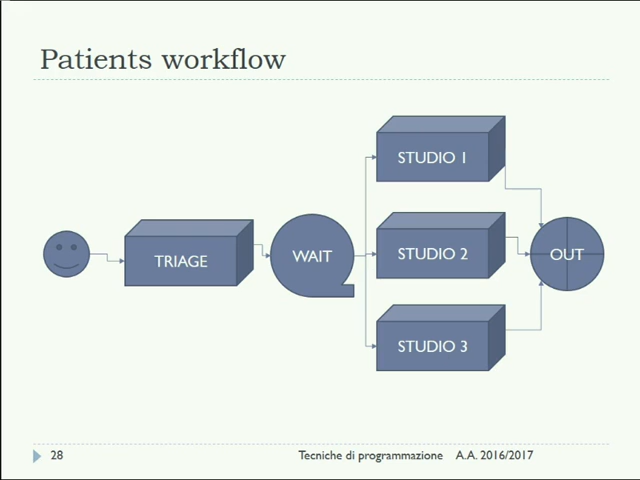 Patients workflow
STUDIO 1
TRIAGE
WAIT
STUDIO 2
OUT
STUDIO 3
28
Tecniche di programmazione A.A. 2016/2017